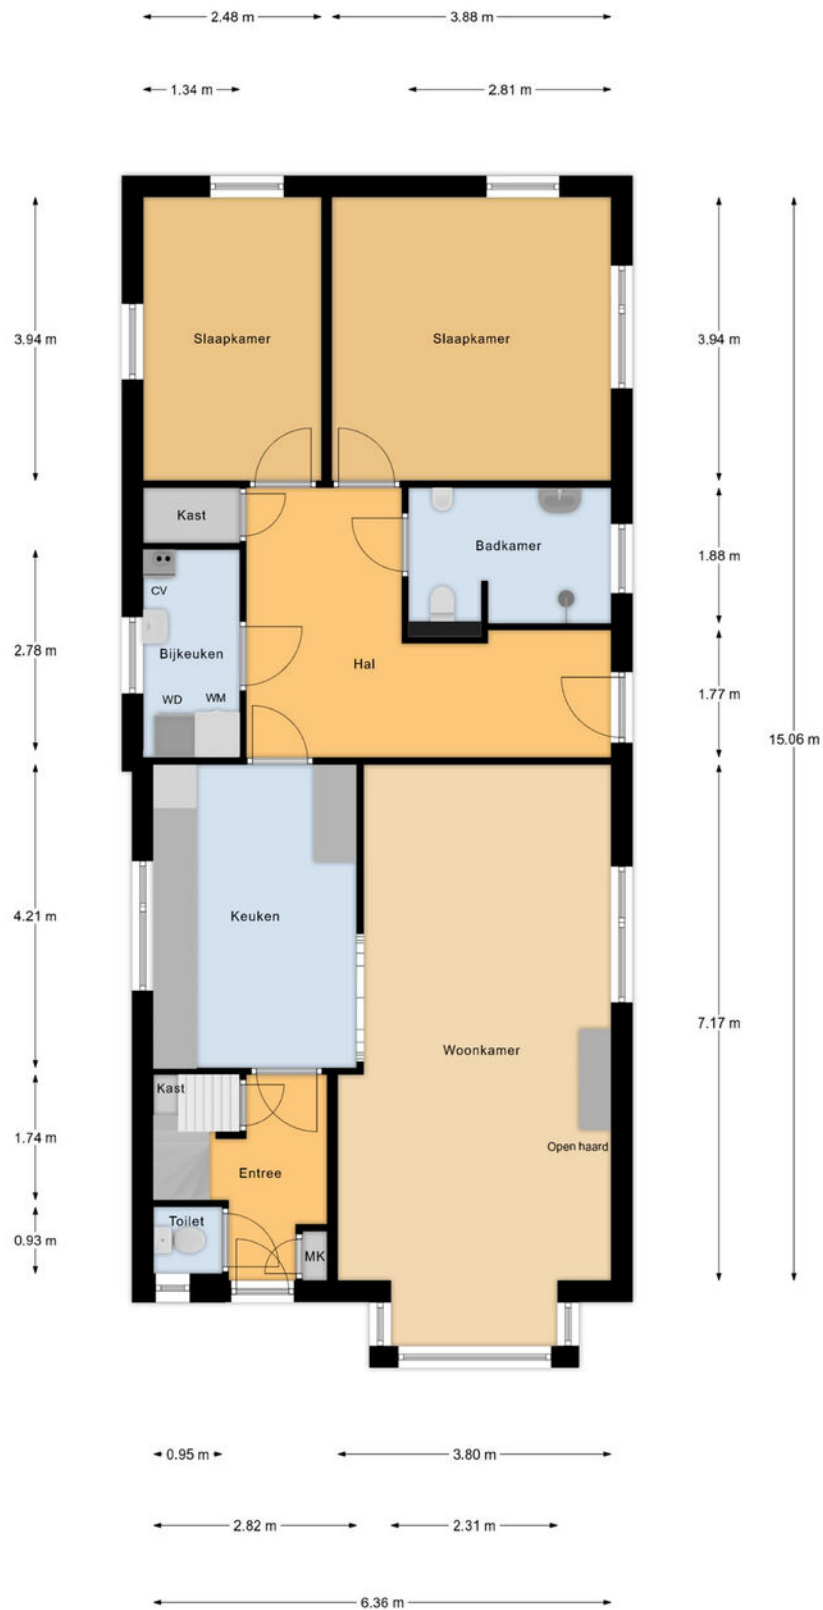 2.48 m 3.88 m
1.34 m 2.81 m
3.94 m Slaapkamer Slaapkamer 3.94 m
Kast
Badkamer 1.88 m
CV
2.78 m Bijkeuken Hal
WD WM 1.77 m
15.06 m
4.21 m Keuken
7.17 m
Woonkamer
Kast
1.74 m Open haard
Entree
Toilet
0.93 m MK
0.95 m 3.80 m
2.82 m 2.31 m
6.36 m